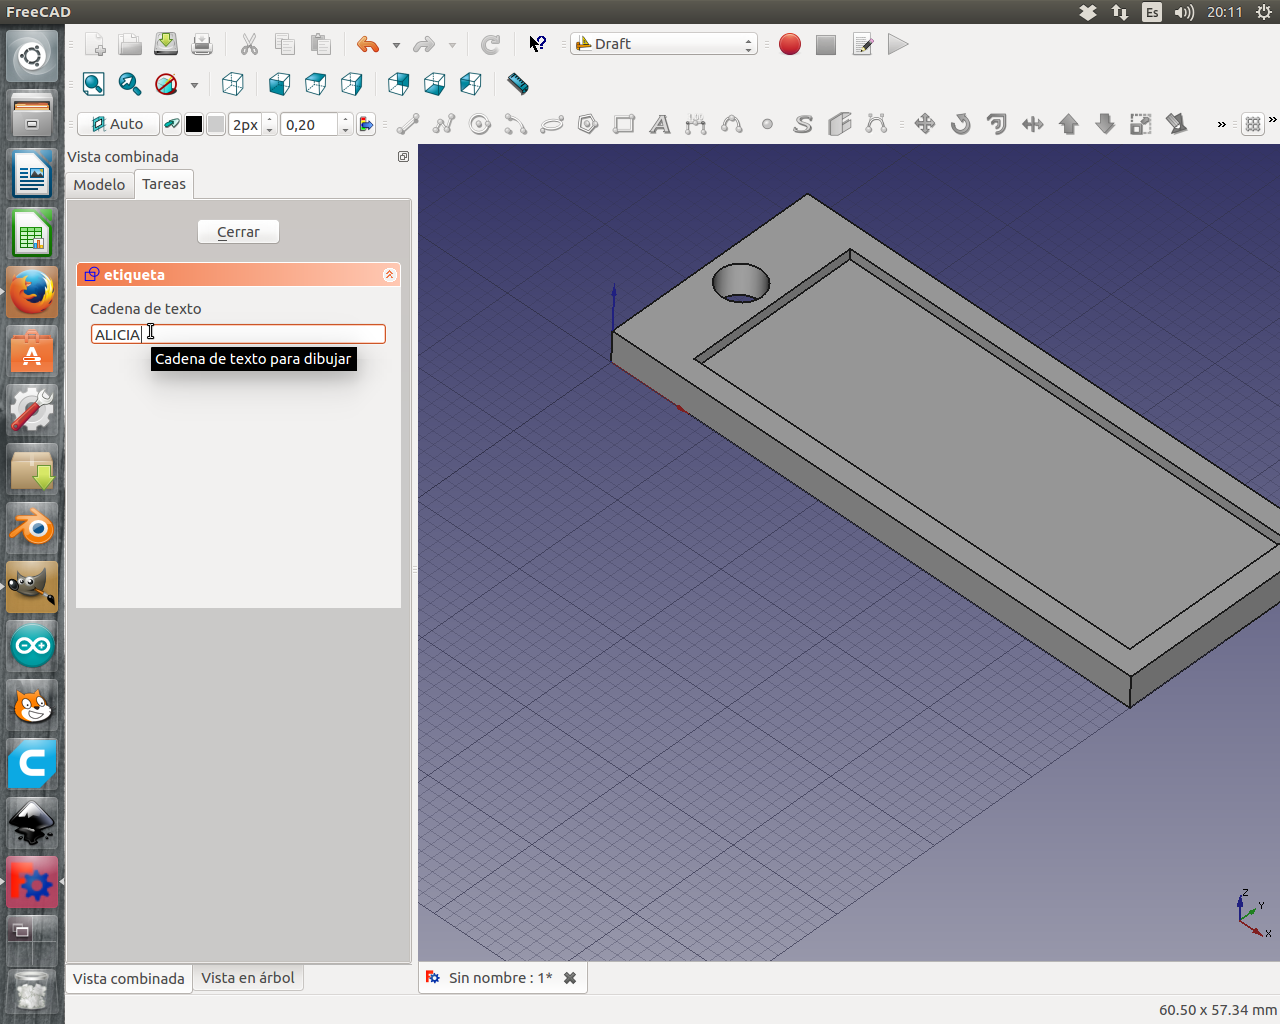 FreeCAD
Es
20:11
Draft
Auto
2px
0,20
»
»
Vista combinada
Modelo
Tareas
Cerrar
etiqueta
Cadena de texto
ALICIA
Cadena de texto para dibujar
Z
Y
X
Vista combinada
Vista en árbol
Sin nombre : 1*
60.50 x 57.34 mm